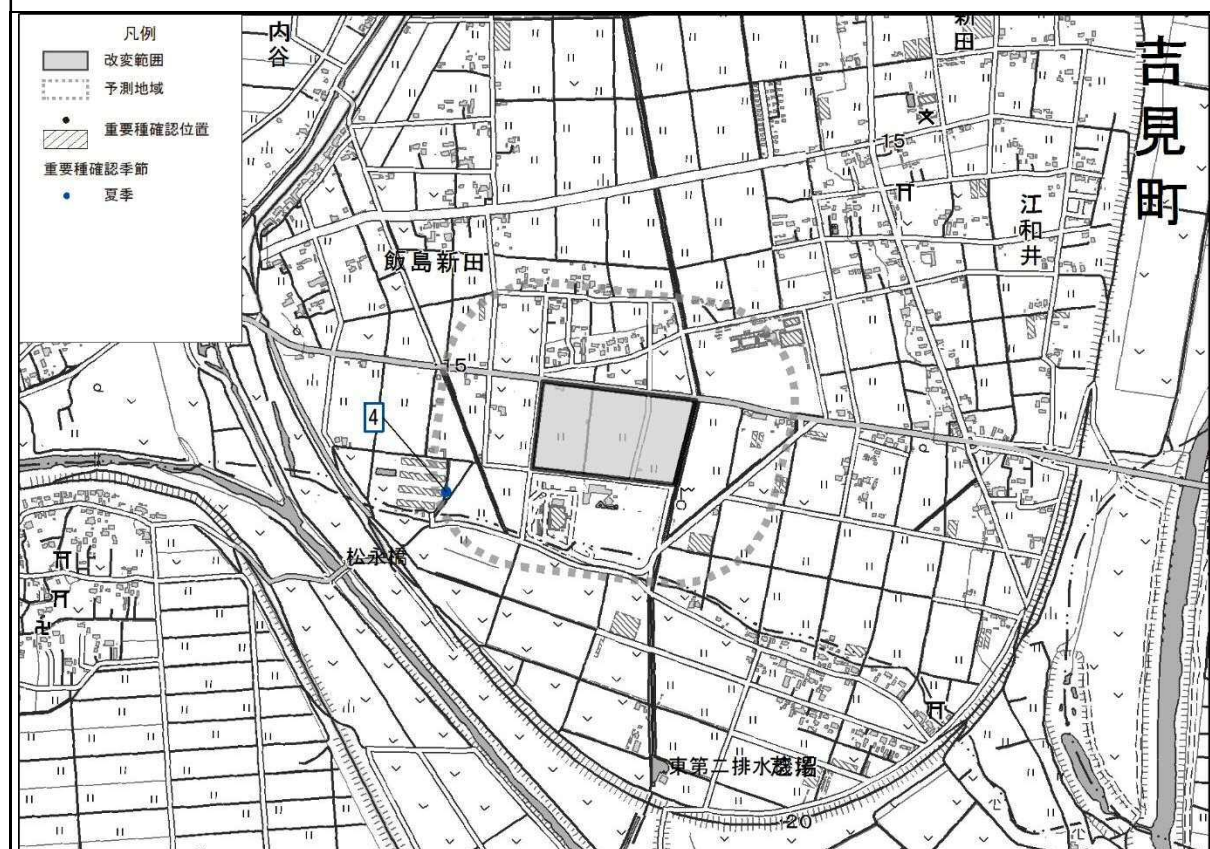 凡例
改変範囲
予測地域
重要種確認位置
重要種確認季節
夏季
内谷
新田
吉見町
15
江和井
飯島新田
5
4
松永橋
東第二排水機場
20